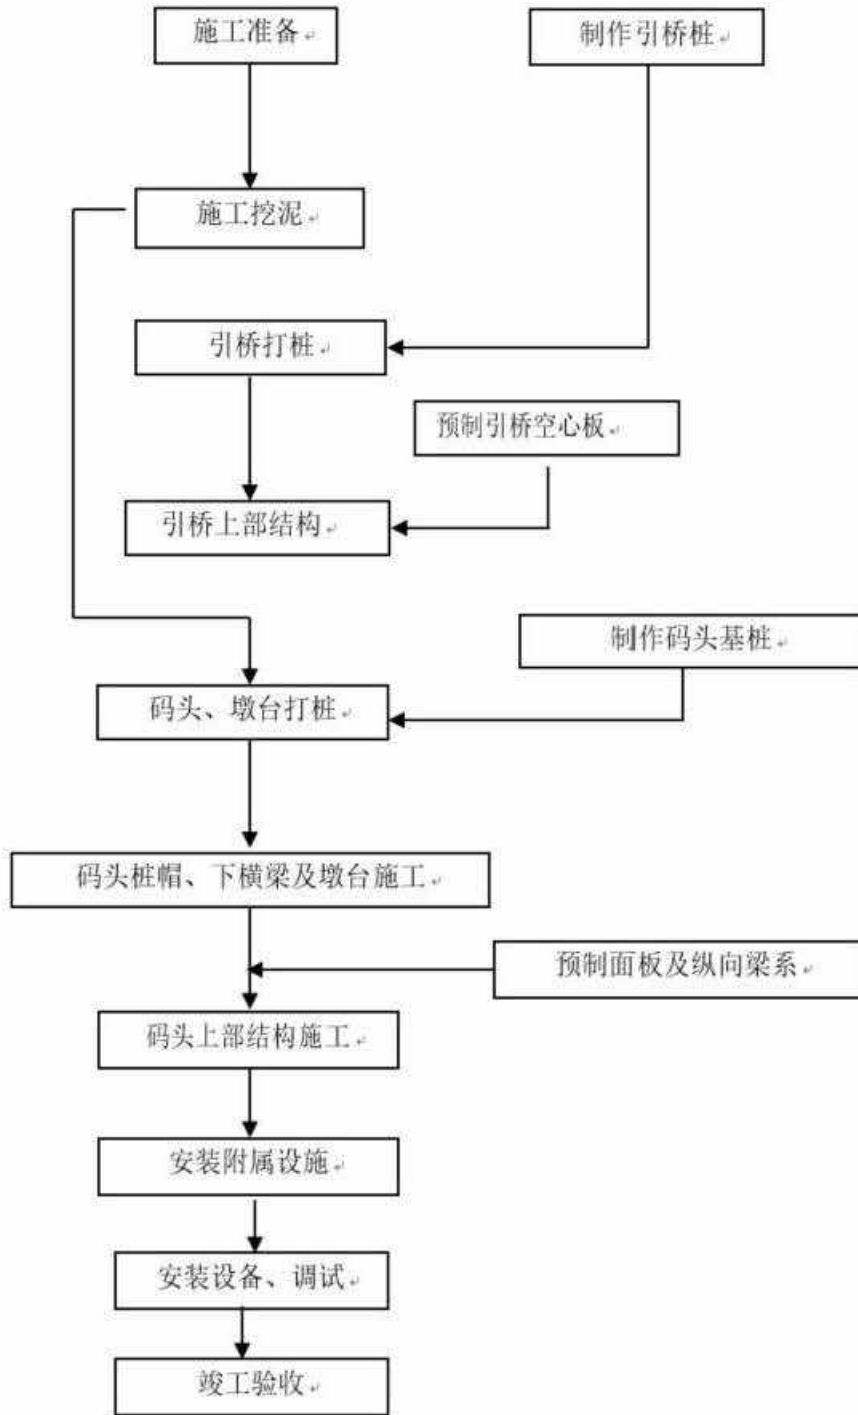 施工准备
制作引桥桩
施工挖泥
引桥打桩
预制引桥空心板
引桥上部结构
制作码头基桩
码头、墩台打桩
码头桩帽、下横梁及墩台施工
预制面板及纵向梁系
码头上部结构施工
安装附属设施
安装设备、调试
竣工验收